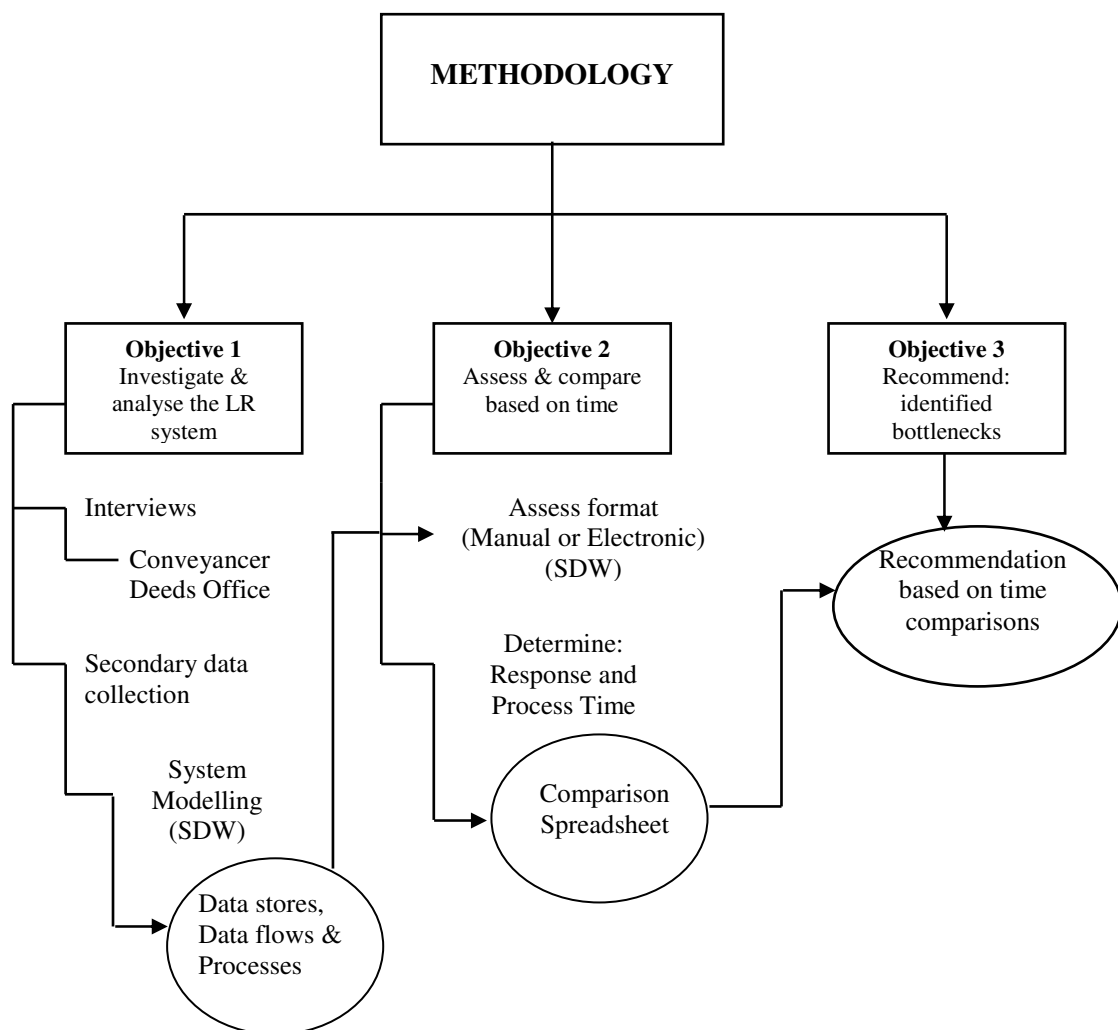 METHODOLOGY
Objective 1
Investigate &
analyse the LR
system
Objective 2
Assess & compare
based on time
Objective 3
Recommend:
identified
bottlenecks
Interviews
Conveyancer
Deeds Office
Secondary data
collection
System
Modelling
(SDW)
Data stores,
Data flows &
Processes
Assess format
(Manual or Electronic)
(SDW)
Determine:
Response and
Process Time
Comparison
Spreadsheet
Recommendation
based on time
comparisons